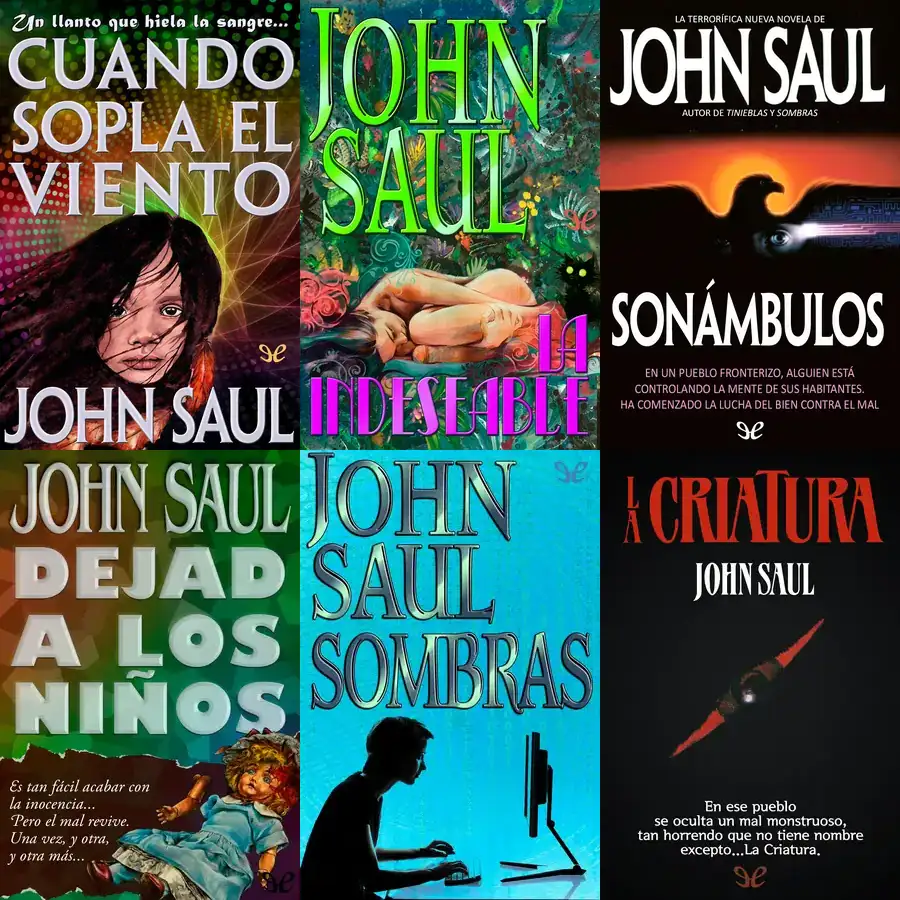 Un llanto que hiela la sangre...
CUANDO
SOPLA EL
VIENTO
JOHN SAUL
JOHN
SAUL
LA
INDESEABLE
LA TERRORÍFICA NUEVA NOVELA DE
JOHN SAUL
AUTOR DE TINIEBLAS Y SOMBRAS
SONÁMBULOS
EN UN PUEBLO FRONTERIZO, ALGUIEN ESTÁ
CONTROLANDO LA MENTE DE SUS HABITANTES.
HA COMENZADO LA LUCHA DEL BIEN CONTRA EL MAL
JOHN SAUL
DEJAD
A LOS
NIÑOS
Es tan fácil acabar con
la inocencia...
Pero el mal revive.
Una vez, y otra,
y otra más...
JOHN
SAUL
SOMBRAS
LA CRIATURA
JOHN SAUL
En ese pueblo
se oculta un mal monstruoso,
tan horrendo que no tiene nombre
excepto...La Criatura.